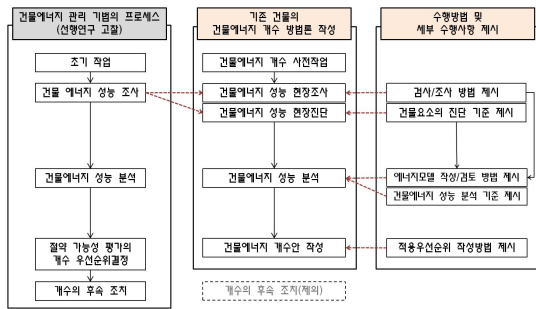 건물에너지 관리 기법의 프로세스
(선행연구 고찰)
초기 작업
건물 에너지 성능 조사
건물에너지 성능 분석
절약 가능성 평가의
개수 우선순위결정
개수의 후속 조치
기존 건물의
건물에너지 개수 방법론 작성
건물에너지 개수 사전작업
건물에너지 성능 현장조사
건물에너지 성능 현장진단
건물에너지 성능 분석
건물에너지 개수안 작성
개수의 후속 조치(제외)
수행방법 및
세부 수행사항 제시
검사/조사 방법 제시
건물요소의 진단 기준 제시
에너지모델 작성/검토 방법 제시
건물에너지 성능 분석 기준 제시
적용우선순위 작성방법 제시